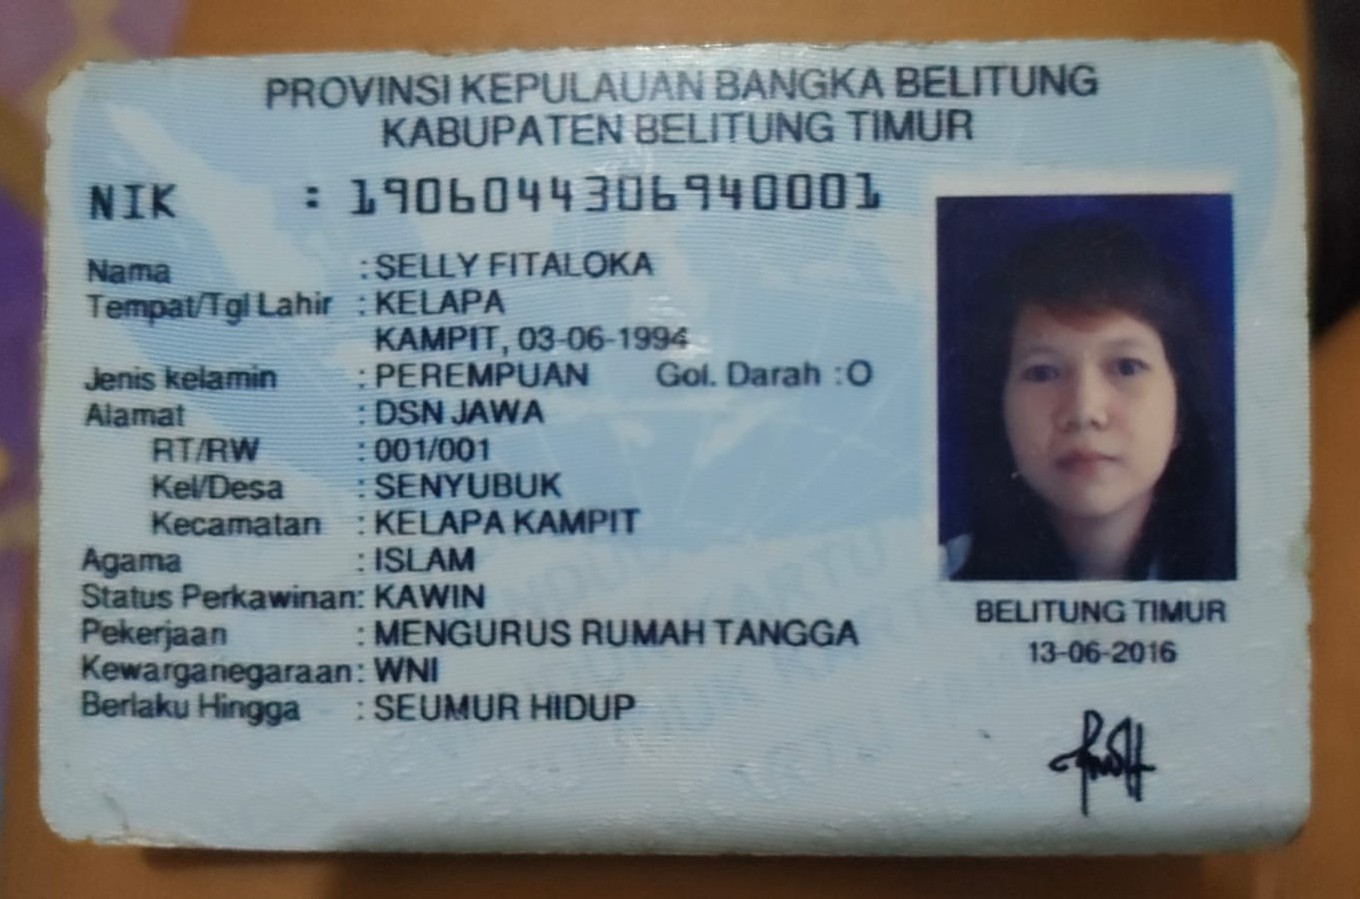 PROVINSI KEPULAUAN BANGKA BELITUNG
KABUPATEN BELITUNG TIMUR
NIK : 1906044306940001
Nama : SELLY FITALOKA
Tempat/Tgl Lahir : KELAPA
KAMPIT, 03-06-1994
Jenis kelamin : PEREMPUAN Gol. Darah : O
Alamat : DSN JAWA
RT/RW : 001/001
Kel/Desa : SENYUBUK
Kecamatan : KELAPA KAMPIT
Agama : ISLAM
Status Perkawinan: KAWIN
Pekerjaan : MENGURUS RUMAH TANGGA
Kewarganegaraan: WNI
Berlaku Hingga : SEUMUR HIDUP
BELITUNG TIMUR
13-06-2016